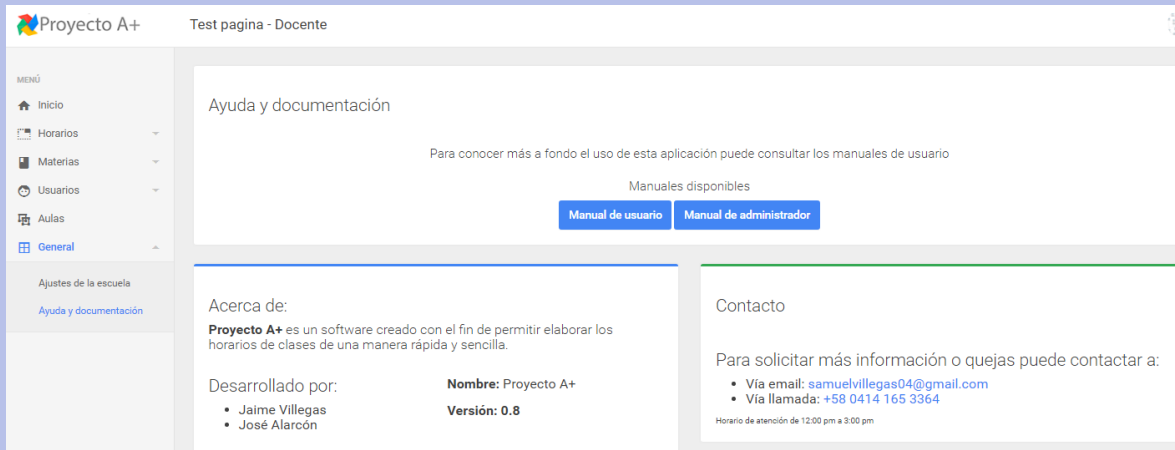 Proyecto A+
Test pagina - Docente
MENÚ
Inicio
Horarios
Materias
Usuarios
Aulas
General
Ajustes de la escuela
Ayuda y documentación
Ayuda y documentación
Para conocer más a fondo el uso de esta aplicación puede consultar los manuales de usuario
Manuales disponibles
Manual de usuario
Manual de administrador
Acerca de:
Proyecto A+ es un software creado con el fin de permitir elaborar los
horarios de clases de una manera rápida y sencilla.
Desarrollado por:
Jaime Villegas
José Alarcón
Nombre: Proyecto A+
Versión: 0.8
Contacto
Para solicitar más información o quejas puede contactar a:
Vía email: samuelvillegas04@gmail.com
Vía llamada: +58 0414 165 3364
Horario de atención de 12:00 pm a 3:00 pm